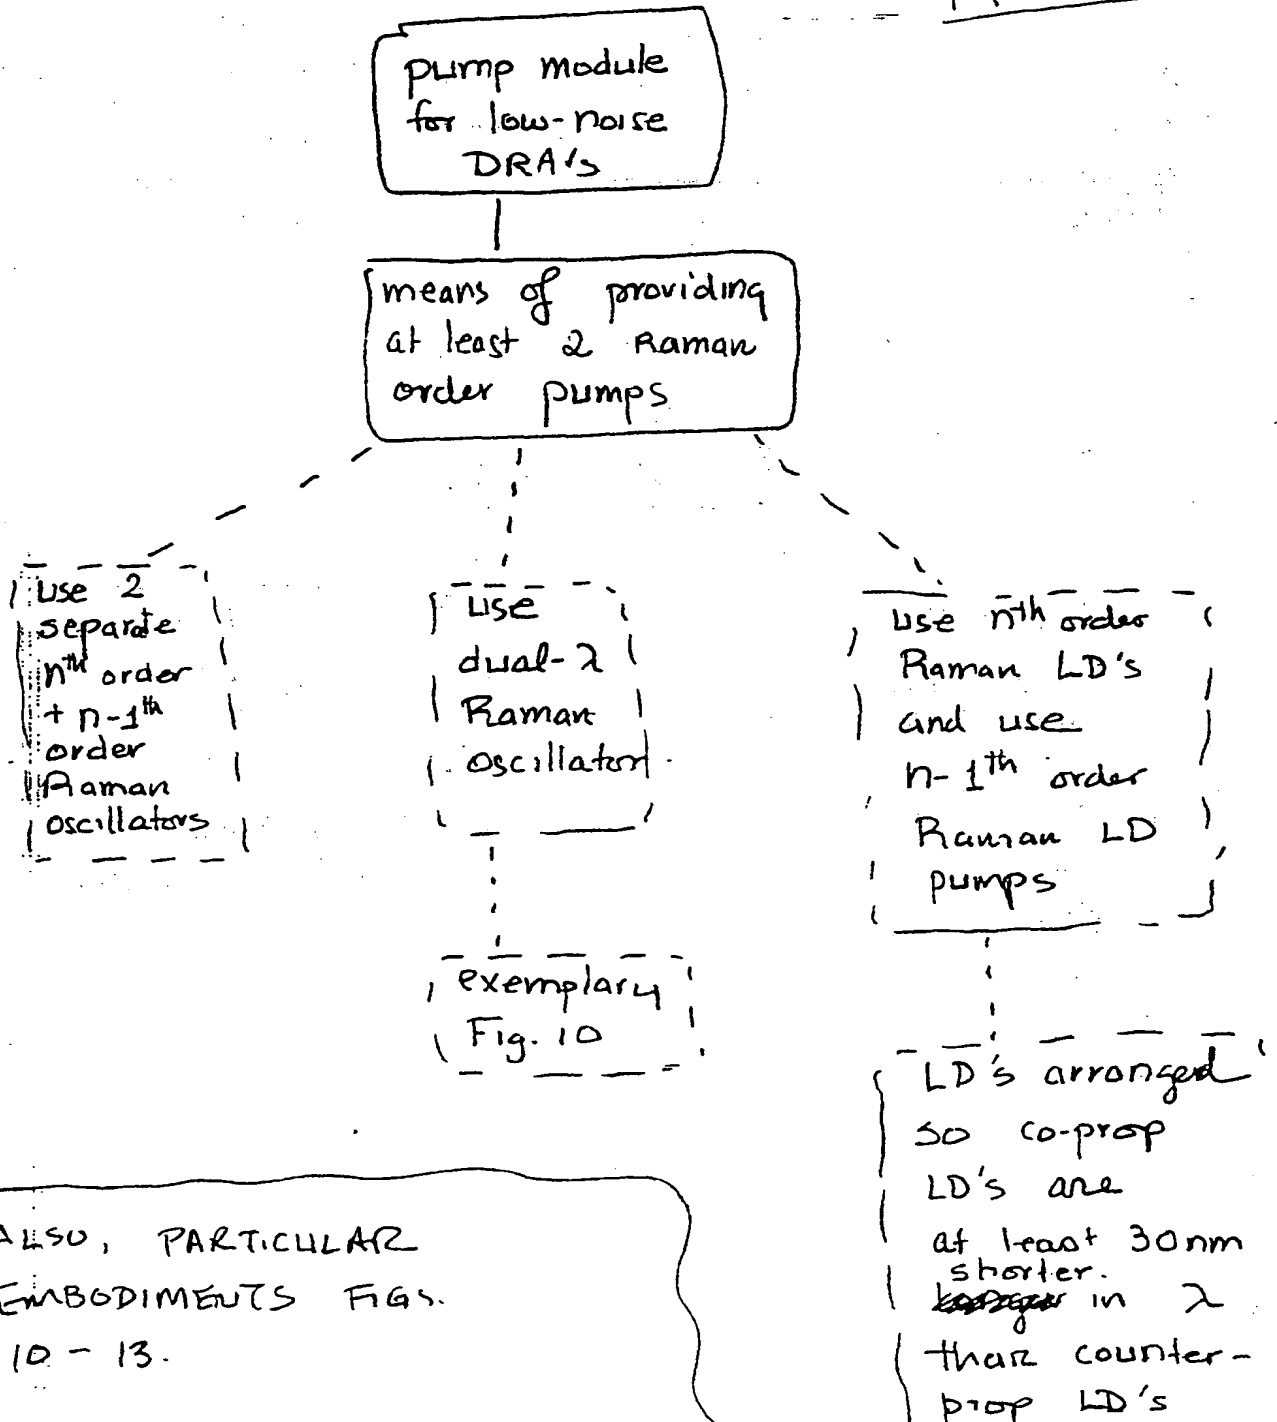 pump module
for low-noise
DRA's
means of providing
at least 2 Raman
order pumps
use 2
separate
nth order
+ n-1th
order
Raman
oscillators
use
dual-λ
Raman
oscillator
exemplary
Fig. 10
use nth order
Raman LD's
and use
n-1th order
Raman LD
pumps
LD's arranged
so co-prop
LD's are
at least 30nm
shorter.
in λ
than counter-
prop LD's
ALSO, PARTICULAR
EMBODIMENTS FIGS.
10 - 13.